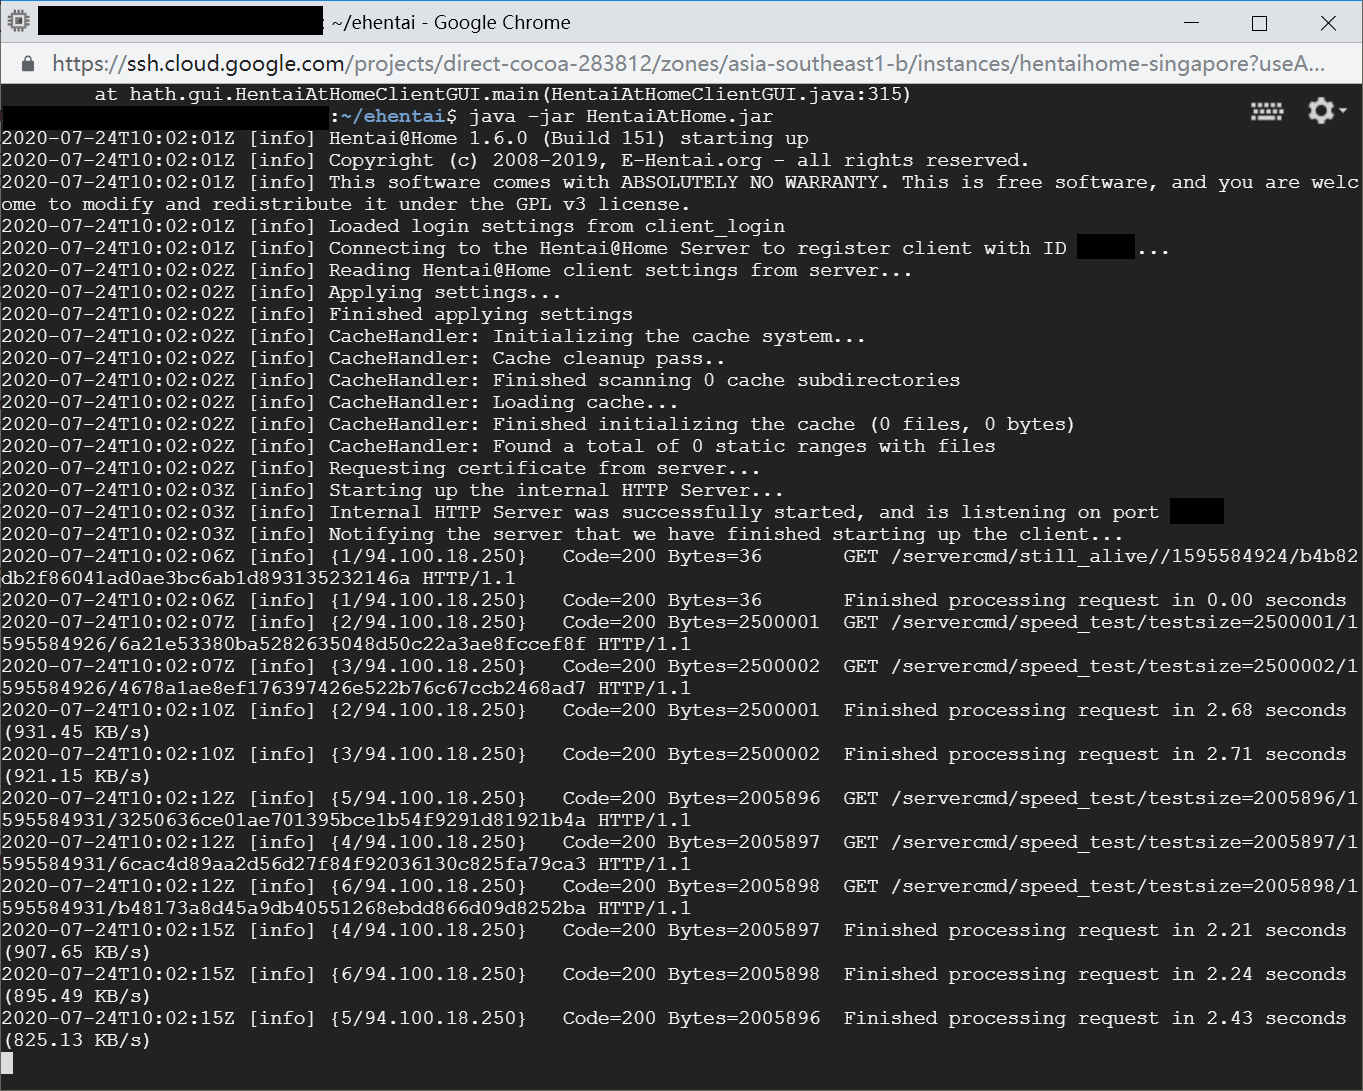 : ~/ehentai - Google Chrome
https://ssh.cloud.google.com/projects/direct-cocoa-283812/zones/asia-southeast1-b/instances/hentaihome-singapore?useA...
at hath.gui.HentaiAtHomeClientGUI.main(HentaiAtHomeClientGUI.java:315)
:~/ehentai$ java -jar HentaiAtHome.jar
2020-07-24T10:02:01Z [info] Hentai@Home 1.6.0 (Build 151) starting up
2020-07-24T10:02:01Z [info] Copyright (c) 2008-2019, E-Hentai.org - all rights reserved.
2020-07-24T10:02:01Z [info] This software comes with ABSOLUTELY NO WARRANTY. This is free software, and you are welc
ome to modify and redistribute it under the GPL v3 license.
2020-07-24T10:02:01Z [info] Loaded login settings from client_login
2020-07-24T10:02:01Z [info] Connecting to the Hentai@Home Server to register client with ID ...
2020-07-24T10:02:02Z [info] Reading Hentai@Home client settings from server...
2020-07-24T10:02:02Z [info] Applying settings...
2020-07-24T10:02:02Z [info] Finished applying settings
2020-07-24T10:02:02Z [info] CacheHandler: Initializing the cache system...
2020-07-24T10:02:02Z [info] CacheHandler: Cache cleanup pass..
2020-07-24T10:02:02Z [info] CacheHandler: Finished scanning 0 cache subdirectories
2020-07-24T10:02:02Z [info] CacheHandler: Loading cache...
2020-07-24T10:02:02Z [info] CacheHandler: Finished initializing the cache (0 files, 0 bytes)
2020-07-24T10:02:02Z [info] CacheHandler: Found a total of 0 static ranges with files
2020-07-24T10:02:02Z [info] Requesting certificate from server...
2020-07-24T10:02:03Z [info] Starting up the internal HTTP Server...
2020-07-24T10:02:03Z [info] Internal HTTP Server was successfully started, and is listening on port
2020-07-24T10:02:03Z [info] Notifying the server that we have finished starting up the client...
2020-07-24T10:02:06Z [info] {1/94.100.18.250} Code=200 Bytes=36 GET /servercmd/still_alive//1595584924/b4b82
db2f86041ad0ae3bc6ab1d893135232146a HTTP/1.1
2020-07-24T10:02:06Z [info] {1/94.100.18.250} Code=200 Bytes=36 Finished processing request in 0.00 seconds
2020-07-24T10:02:07Z [info] {2/94.100.18.250} Code=200 Bytes=2500001 GET /servercmd/speed_test/testsize=2500001/1
595584926/6a21e53380ba5282635048d50c22a3ae8fccef8f HTTP/1.1
2020-07-24T10:02:07Z [info] {3/94.100.18.250} Code=200 Bytes=2500002 GET /servercmd/speed_test/testsize=2500002/1
595584926/4678a1ae8ef176397426e522b76c67ccb2468ad7 HTTP/1.1
2020-07-24T10:02:10Z [info] {2/94.100.18.250} Code=200 Bytes=2500001 Finished processing request in 2.68 seconds
(931.45 KB/s)
2020-07-24T10:02:10Z [info] {3/94.100.18.250} Code=200 Bytes=2500002 Finished processing request in 2.71 seconds
(921.15 KB/s)
2020-07-24T10:02:12Z [info] {5/94.100.18.250} Code=200 Bytes=2005896 GET /servercmd/speed_test/testsize=2005896/1
595584931/3250636ce01ae701395bce1b54f9291d81921b4a HTTP/1.1
2020-07-24T10:02:12Z [info] {4/94.100.18.250} Code=200 Bytes=2005897 GET /servercmd/speed_test/testsize=2005897/1
595584931/6cac4d89aa2d56d27f84f92036130c825fa79ca3 HTTP/1.1
2020-07-24T10:02:12Z [info] {6/94.100.18.250} Code=200 Bytes=2005898 GET /servercmd/speed_test/testsize=2005898/1
595584931/b48173a8d45a9db40551268ebdd866d09d8252ba HTTP/1.1
2020-07-24T10:02:15Z [info] {4/94.100.18.250} Code=200 Bytes=2005897 Finished processing request in 2.21 seconds
(907.65 KB/s)
2020-07-24T10:02:15Z [info] {6/94.100.18.250} Code=200 Bytes=2005898 Finished processing request in 2.24 seconds
(895.49 KB/s)
2020-07-24T10:02:15Z [info] {5/94.100.18.250} Code=200 Bytes=2005896 Finished processing request in 2.43 seconds
(825.13 KB/s)